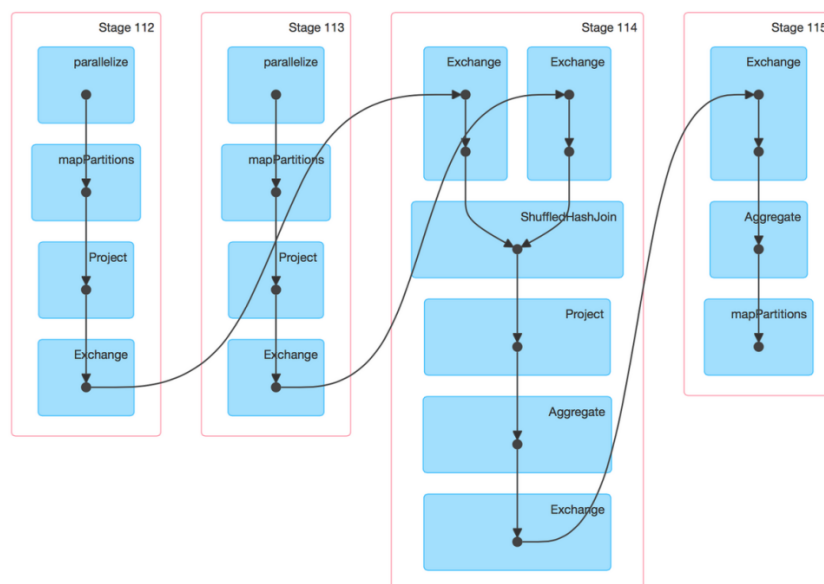 Stage 112
parallelize
mapPartitions
Project
Exchange
Stage 113
parallelize
mapPartitions
Project
Exchange
Stage 114
Exchange
Exchange
ShuffledHashJoin
Project
Aggregate
Exchange
Stage 115
Exchange
Aggregate
mapPartitions